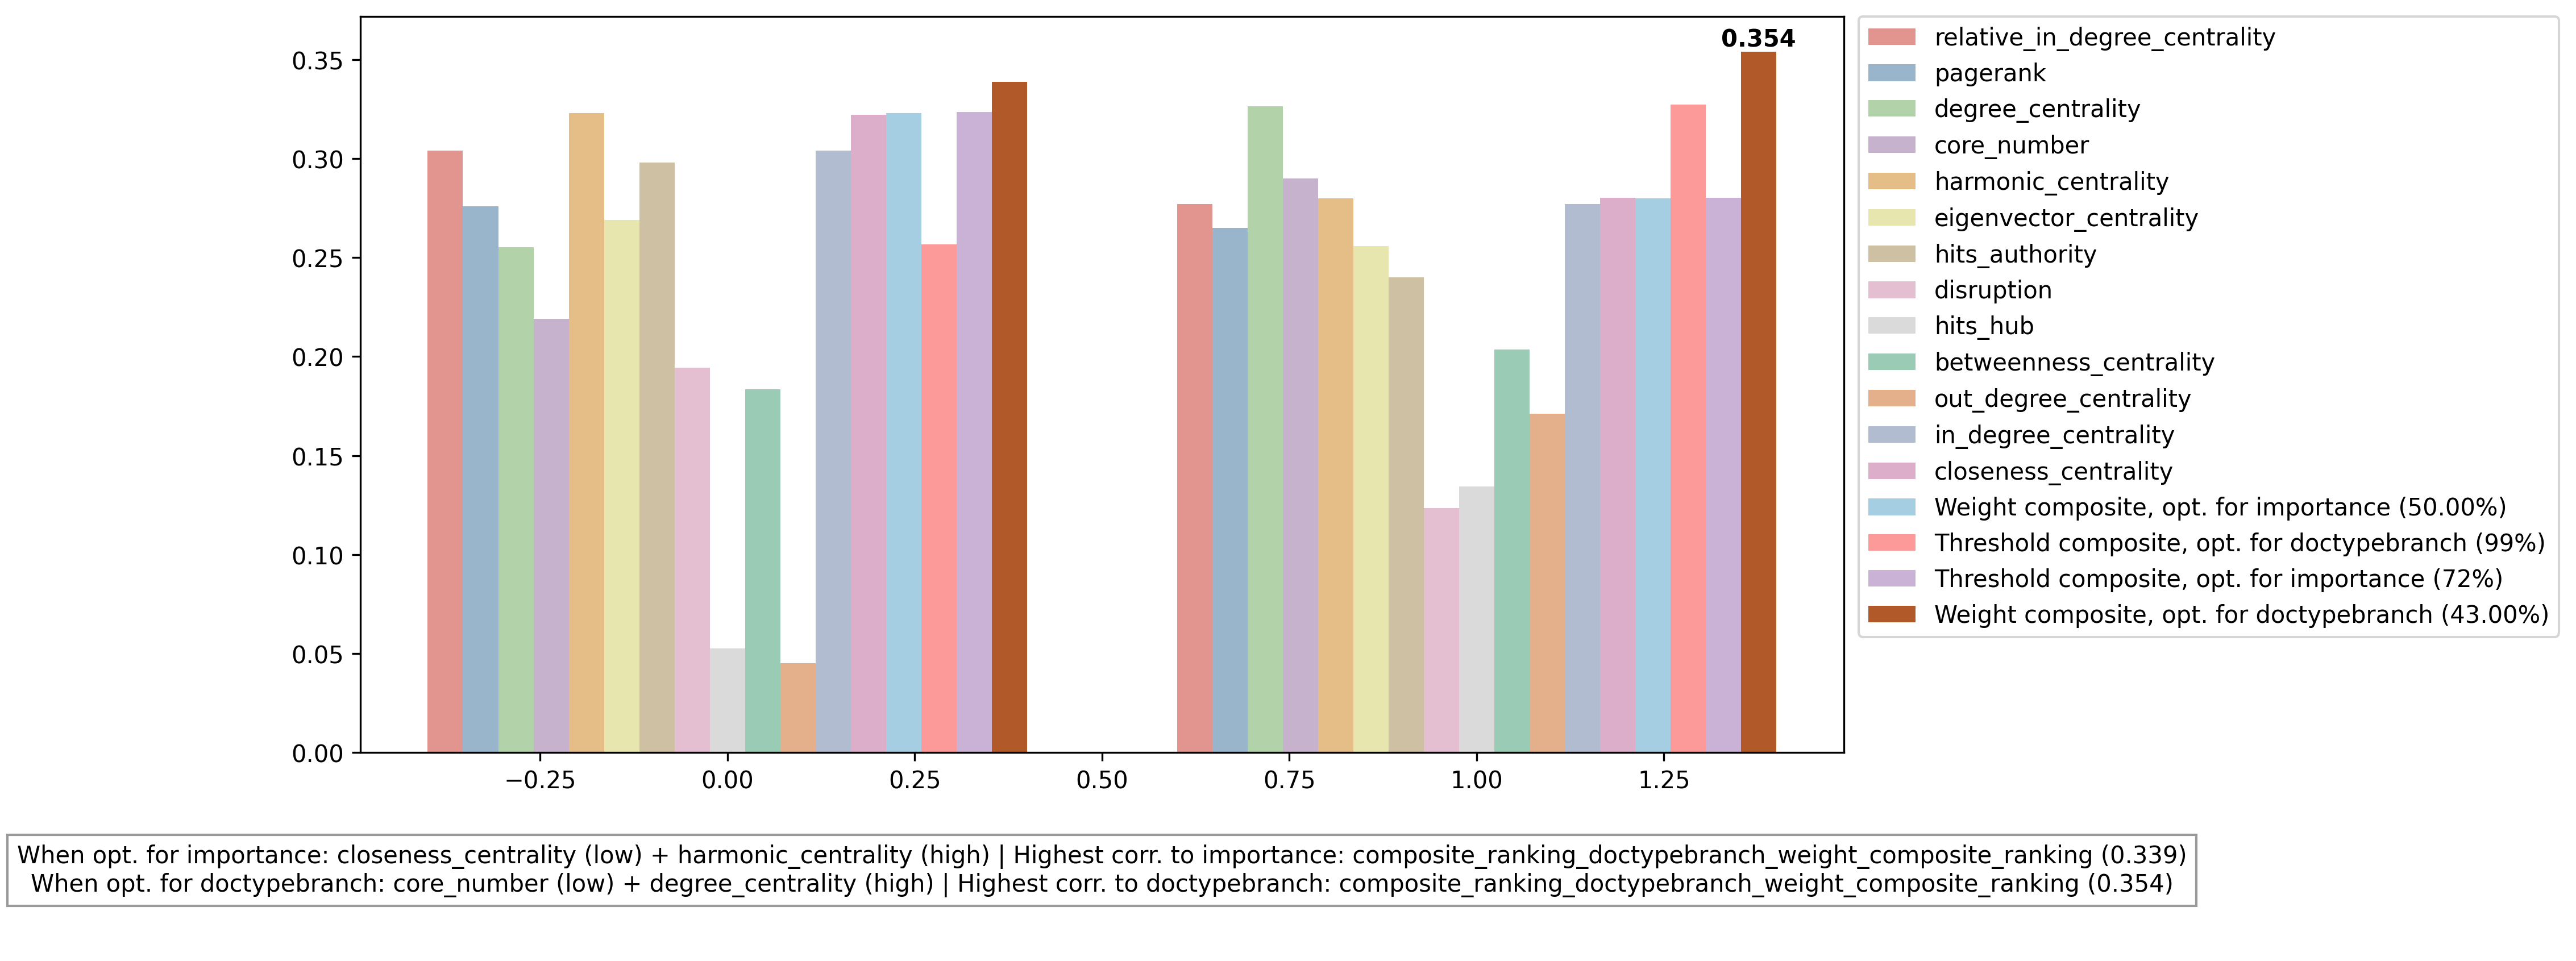 0.354
0.35
0.30
0.25
0.20
0.15
0.10
0.05
0.00
−0.25
0.00
0.25
0.50
0.75
1.00
1.25
relative_in_degree_centrality
pagerank
degree_centrality
core_number
harmonic_centrality
eigenvector_centrality
hits_authority
disruption
hits_hub
betweenness_centrality
out_degree_centrality
in_degree_centrality
closeness_centrality
Weight composite, opt. for importance (50.00%)
Threshold composite, opt. for doctypebranch (99%)
Threshold composite, opt. for importance (72%)
Weight composite, opt. for doctypebranch (43.00%)
When opt. for importance: closeness_centrality (low) + harmonic_centrality (high) | Highest corr. to importance: composite_ranking_doctypebranch_weight_composite_ranking (0.339)
When opt. for doctypebranch: core_number (low) + degree_centrality (high) | Highest corr. to doctypebranch: composite_ranking_doctypebranch_weight_composite_ranking (0.354)